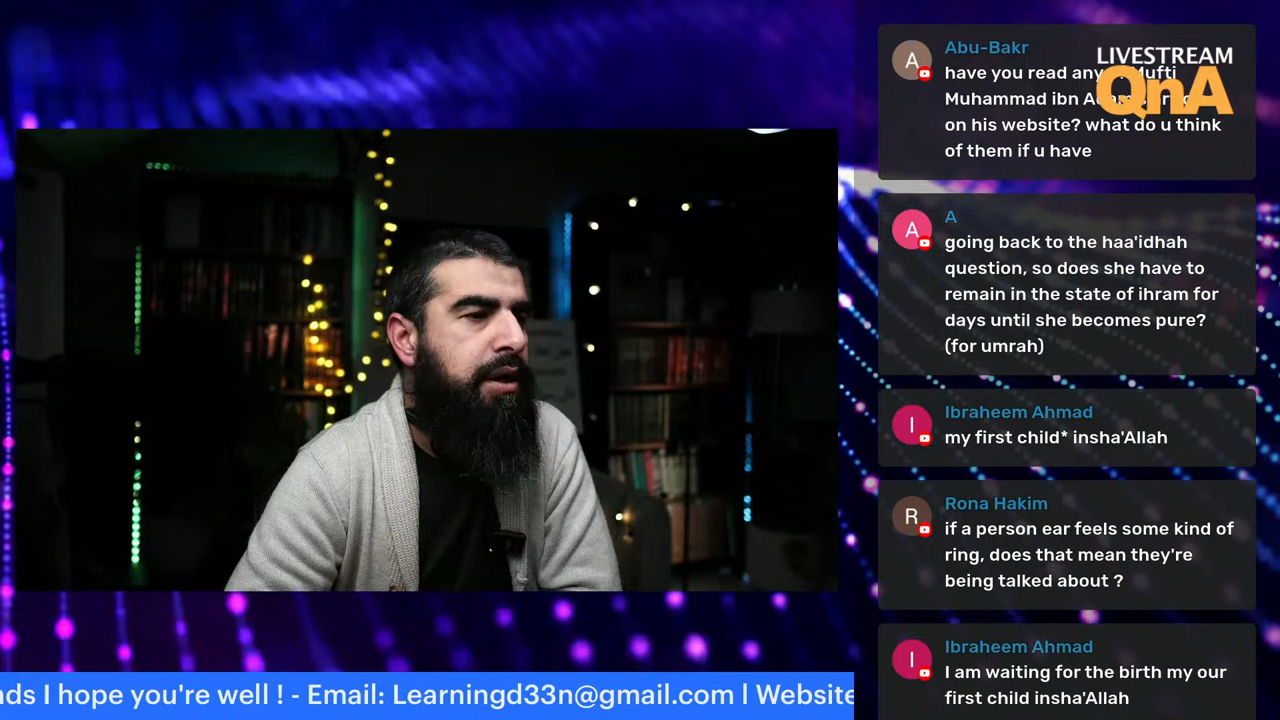 Abu-Bakr
LIVESTREAM
QnA
have you read any Mufti
Muhammad ibn
on his website? what do u think
of them if u have
A
A
A
going back to the haa'idhah
question, so does she have to
remain in the state of ihram for
days until she becomes pure?
(for umrah)
Ibraheem Ahmad
I
my first child* insha'Allah
Rona Hakim
R
if a person ear feels some kind of
ring, does that mean they're
being talked about ?
Ibraheem Ahmad
I
I am waiting for the birth my our
first child insha'Allah
nds I hope you're well ! - Email: Learningd33n@gmail.com l Website